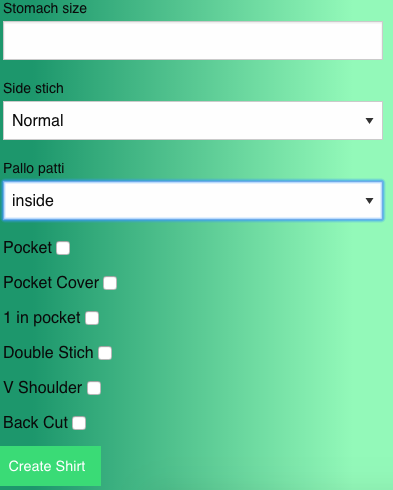 Stomach size
Side stich
Normal
Pallo patti
inside
Pocket
Pocket Cover
1 in pocket
Double Stich
V Shoulder
Back Cut
Create Shirt